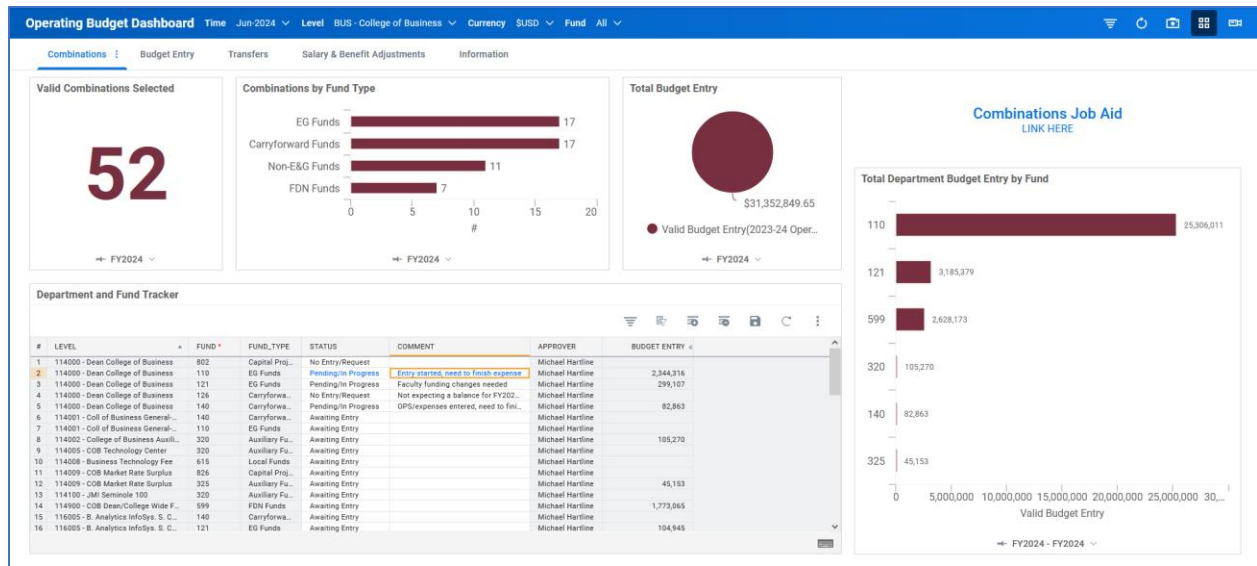 Operating Budget Dashboard Time Jun-2024 Level BUS - College of Business Currency $USD Fund All
Combinations Budget Entry Transfers Salary & Benefit Adjustments Information
Valid Combinations Selected
52
FY2024
Combinations by Fund Type
EG Funds 17
Carryforward Funds 17
Non-E&G Funds 11
FDN Funds 7
0 5 10 15 20
#
FY2024
Total Budget Entry
$31,352,849.65
Valid Budget Entry(2023-24 Oper...
FY2024
Combinations Job Aid
LINK HERE
Department and Fund Tracker
# LEVEL FUND * FUND_TYPE STATUS COMMENT APPROVER BUDGET ENTRY
1 114000 - Dean College of Business 802 Capital Proj... No Entry/Request Michael Hartline
2 114000 - Dean College of Business 110 EG Funds Pending/In Progress Entry started, need to finish expense Michael Hartline 2,344,316
3 114000 - Dean College of Business 121 EG Funds Pending/In Progress Faculty funding changes needed Michael Hartline 299,107
4 114000 - Dean College of Business 126 Carryforwa... No Entry/Request Not expecting a balance for FY202... Michael Hartline
5 114000 - Dean College of Business 140 Carryforwa... Pending/In Progress OPS/expenses entered, need to fini... Michael Hartline 82,863
6 114001 - Coll of Business General-... 140 Carryforwa... Awaiting Entry Michael Hartline
7 114001 - Coll of Business General-... 110 EG Funds Awaiting Entry Michael Hartline
8 114002 - College of Business Auxili... 320 Auxiliary Fu... Awaiting Entry Michael Hartline 105,270
9 114005 - COB Technology Center 320 Auxiliary Fu... Awaiting Entry Michael Hartline
10 114008 - Business Technology Fee 615 Local Funds Awaiting Entry Michael Hartline
11 114009 - COB Market Rate Surplus 826 Capital Proj... Awaiting Entry Michael Hartline
12 114009 - COB Market Rate Surplus 325 Auxiliary Fu... Awaiting Entry Michael Hartline 45,153
13 114100 - JMI Seminole 100 320 Auxiliary Fu... Awaiting Entry Michael Hartline
14 114900 - COB Dean/College Wide F... 599 FDN Funds Awaiting Entry Michael Hartline 1,773,065
15 116005 - B. Analytics InfoSys. S. C... 140 Carryforwa... Awaiting Entry Michael Hartline
16 116005 - B. Analytics InfoSys. S. C... 121 EG Funds Awaiting Entry Michael Hartline 104,945
Total Department Budget Entry by Fund
110 25,306,011
121 3,185,379
599 2,628,173
320 105,270
140 82,863
325 45,153
0 5,000,000 10,000,000 15,000,000 20,000,000 25,000,000 30,...
Valid Budget Entry
FY2024 - FY2024